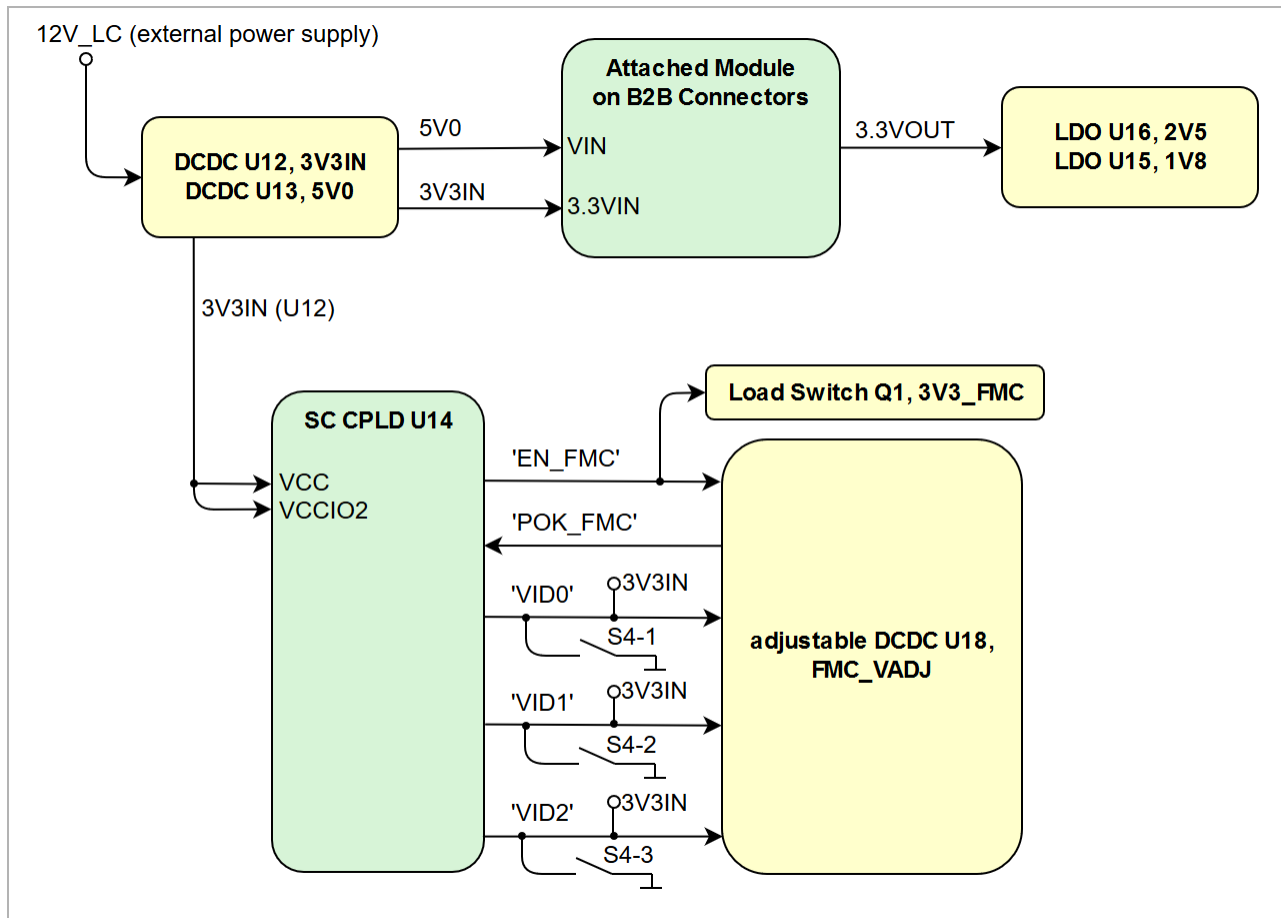 12V_LC (external power supply)
Attached Module
on B2B Connectors
DCDC U12, 3V3IN
DCDC U13, 5V0
5V0
VIN
3V3IN
3.3VIN
3.3VOUT
LDO U16, 2V5
LDO U15, 1V8
3V3IN (U12)
Load Switch Q1, 3V3_FMC
SC CPLD U14
VCC
VCCIO2
'EN_FMC'
'POK_FMC'
'VID0'
3V3IN
S4-1
'VID1'
3V3IN
S4-2
'VID2'
3V3IN
S4-3
adjustable DCDC U18,
FMC_VADJ